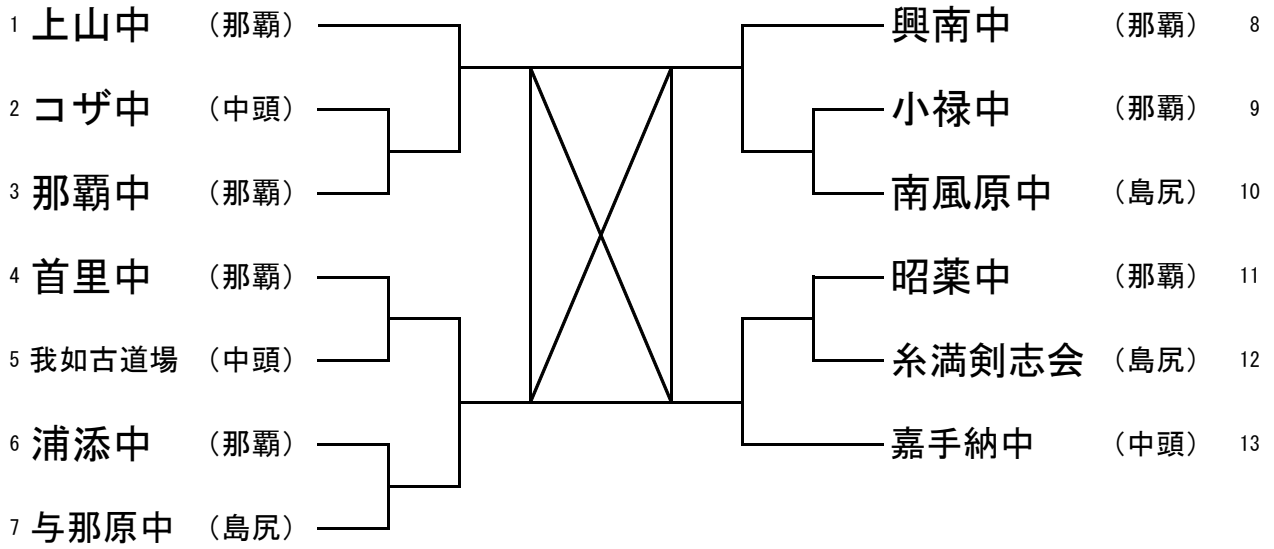 1 上山中 （那覇）
2 コザ中 （中頭）
3 那覇中 （那覇）
4 首里中 （那覇）
5 我如古道場 （中頭）
6 浦添中 （那覇）
7 与那原中 （島尻）
興南中 （那覇） 8
小禄中 （那覇） 9
南風原中 （島尻） 10
昭薬中 （那覇） 11
糸満剣志会 （島尻） 12
嘉手納中 （中頭） 13